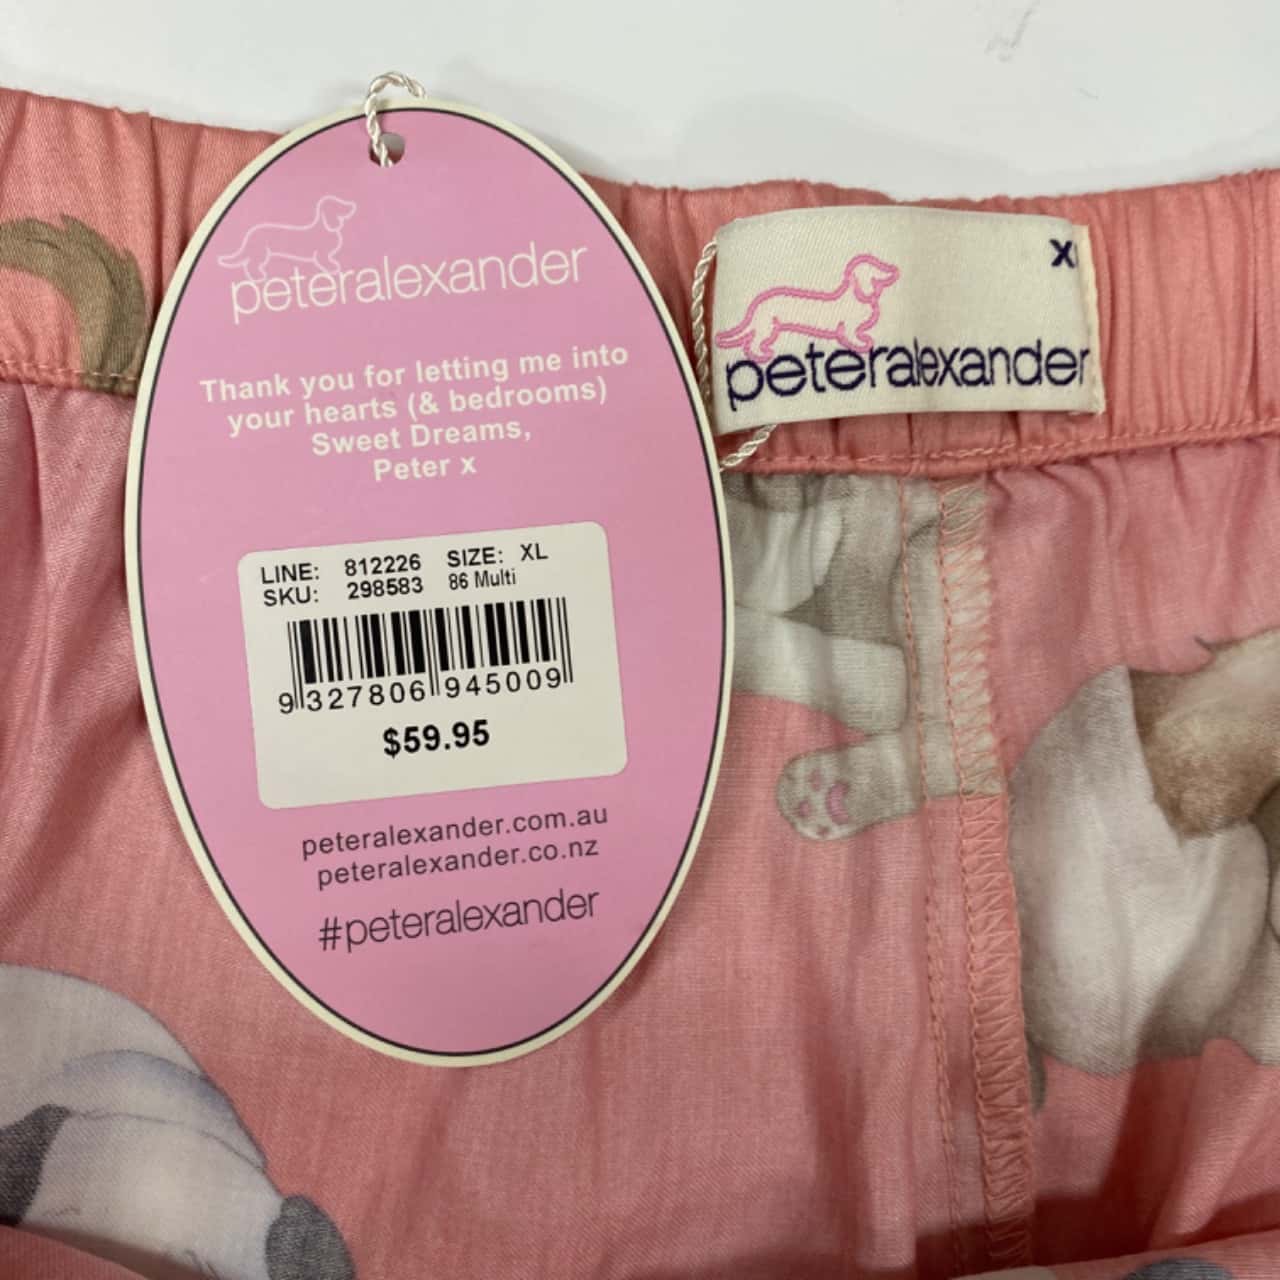 peteralexander
Thank you for letting me into
your hearts (& bedrooms)
Sweet Dreams,
Peter x
LINE: 812226 SIZE: XL
SKU: 298583 86 Multi
9 327806 945009
$59.95
peteralexander.com.au
peteralexander.co.nz
#peteralexander
X
peteralexander